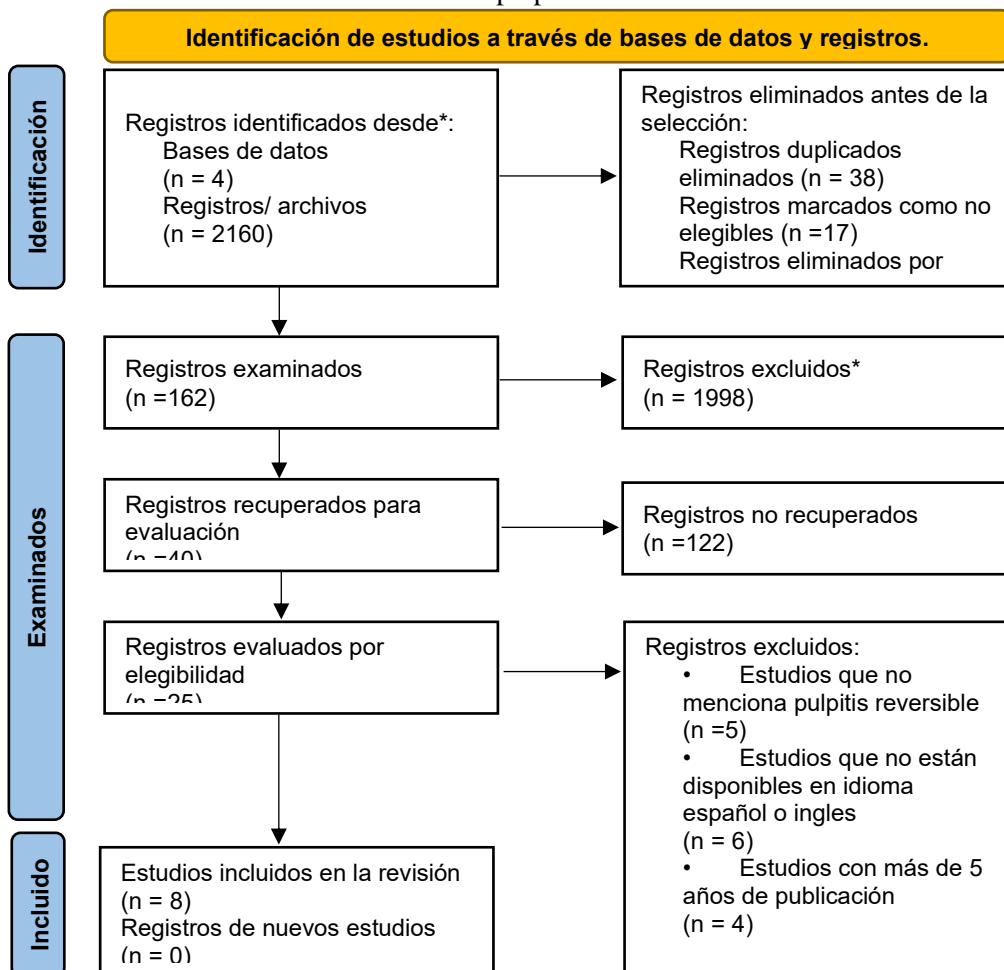 Identificación de estudios a través de bases de datos y registros.
Identificación
Registros identificados desde*:
Bases de datos
(n = 4)
Registros/ archivos
(n = 2160)
Registros eliminados antes de la
selección:
Registros duplicados
eliminados (n = 38)
Registros marcados como no
elegibles (n =17)
Registros eliminados por
Examinados
Registros examinados
(n =162)
Registros excluidos*
(n = 1998)
Registros recuperados para
evaluación
(n =40)
Registros no recuperados
(n =122)
Registros evaluados por
elegibilidad
(n =25)
Registros excluidos:
• Estudios que no
menciona pulpitis reversible
(n =5)
• Estudios que no están
disponibles en idioma
español o ingles
(n = 6)
• Estudios con más de 5
años de publicación
(n = 4)
Incluido
Estudios incluidos en la revisión
(n = 8)
Registros de nuevos estudios
(n = 0)